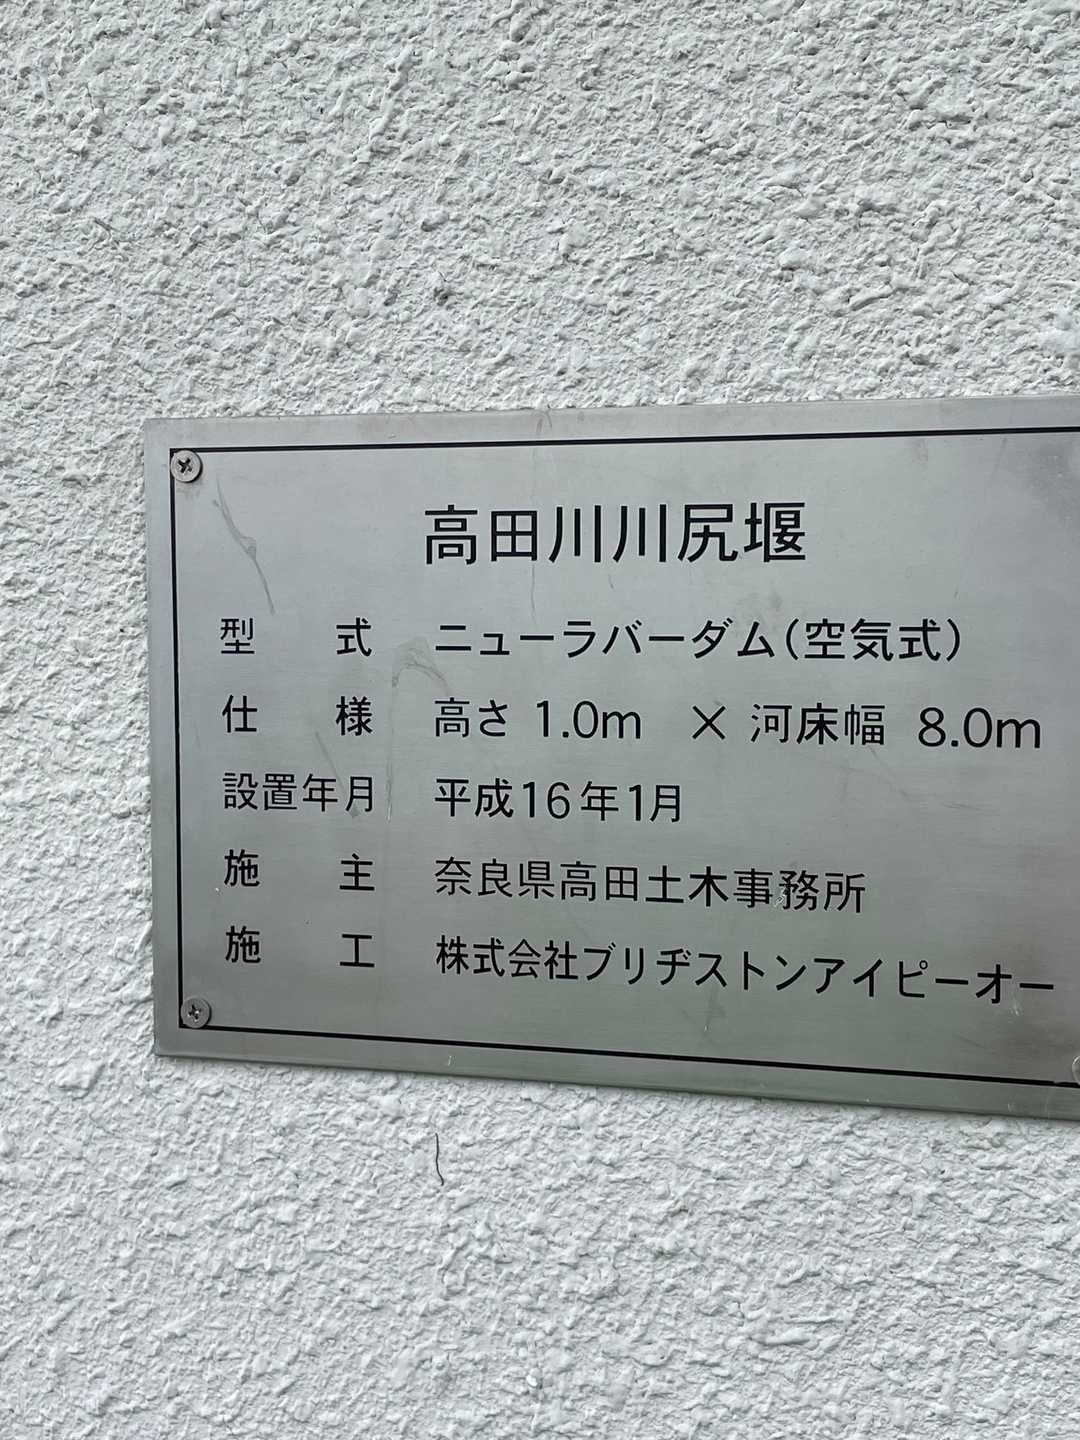 高田川川尻堰
型式 ニューラバーダム(空気式)
仕様 高さ 1.0m × 河床幅 8.0m
設置年月 平成16年1月
施主 奈良県高田土木事務所
施工 株式会社ブリヂストンアイピーオー